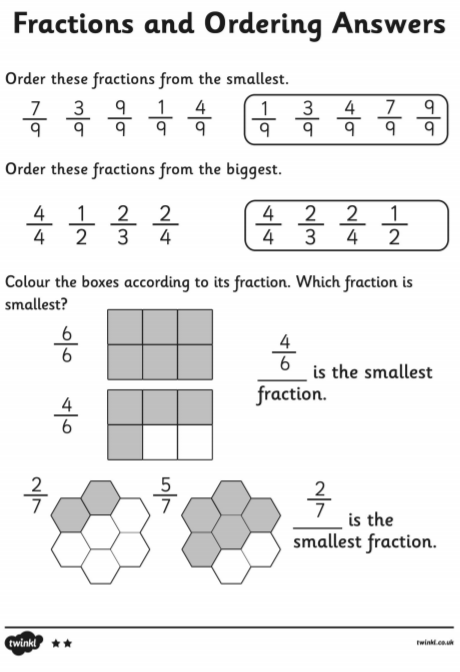 Fractions and Ordering Answers
Order these fractions from the smallest.
7/9 3/9 9/9 1/9 4/9 1/9 3/9 4/9 7/9 9/9
Order these fractions from the biggest.
4/4 1/2 2/3 2/4 4/4 2/3 2/4 1/2
Colour the boxes according to its fraction. Which fraction is
smallest?
6/6
4/6 is the smallest
fraction.
4/6
2/7 5/7 2/7 is the
smallest fraction.
twinkl twinkl.co.uk